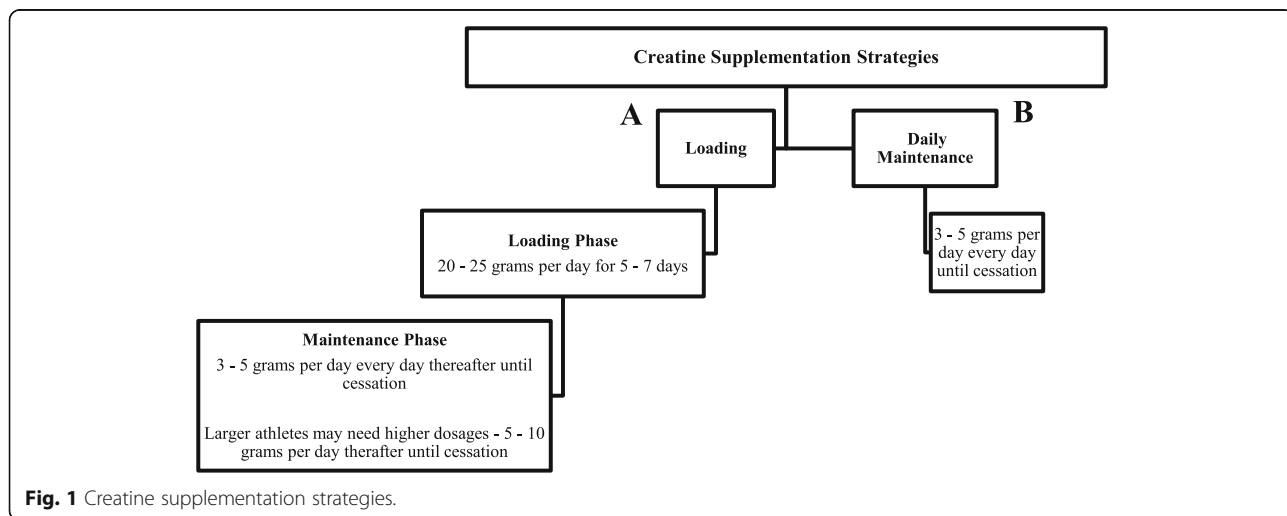 Creatine Supplementation Strategies
A
Loading
B
Daily
Maintenance
Loading Phase
20 - 25 grams per day for 5 - 7 days
3 - 5 grams per
day every day
until cessation
Maintenance Phase
3 - 5 grams per day every day thereafter until
cessation
Larger athletes may need higher dosages - 5 - 10
grams per day therafter until cessation
Fig. 1 Creatine supplementation strategies.